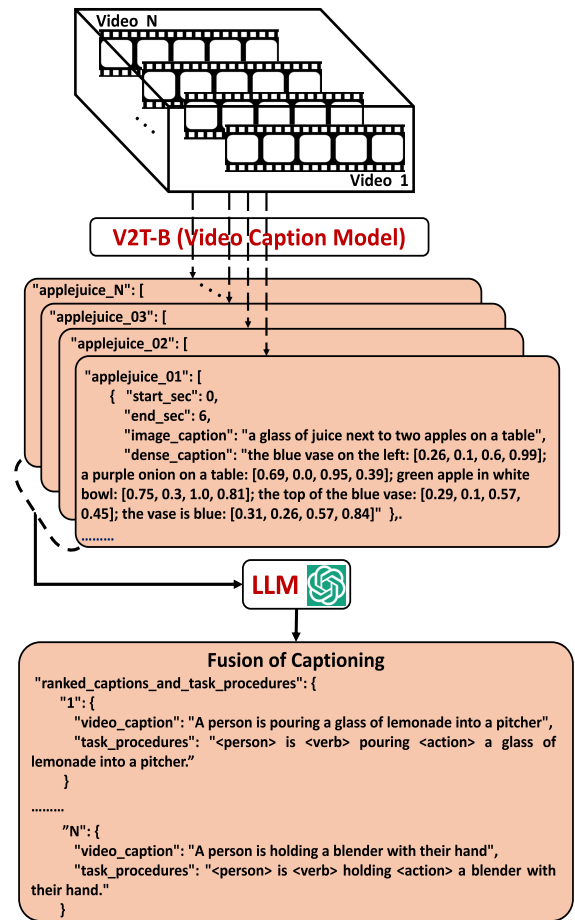 Video N
Video 1
V2T-B (Video Caption Model)
"applejuice_N": [
"applejuice_03": [
"applejuice_02": [
"applejuice_01": [
{ "start_sec": 0,
"end_sec": 6,
"image_caption": "a glass of juice next to two apples on a table",
"dense_caption": "the blue vase on the left: [0.26, 0.1, 0.6, 0.99];
a purple onion on a table: [0.69, 0.0, 0.95, 0.39]; green apple in white
bowl: [0.75, 0.3, 1.0, 0.81]; the top of the blue vase: [0.29, 0.1, 0.57,
0.45]; the vase is blue: [0.31, 0.26, 0.57, 0.84]" },.
.........
LLM
Fusion of Captioning
"ranked_captions_and_task_procedures": {
"1": {
"video_caption": "A person is pouring a glass of lemonade into a pitcher",
"task_procedures": "<person> is <verb> pouring <action> a glass of
lemonade into a pitcher.”
}
.........
”N": {
"video_caption": "A person is holding a blender with their hand",
"task_procedures": "<person> is <verb> holding <action> a blender with
their hand."
}